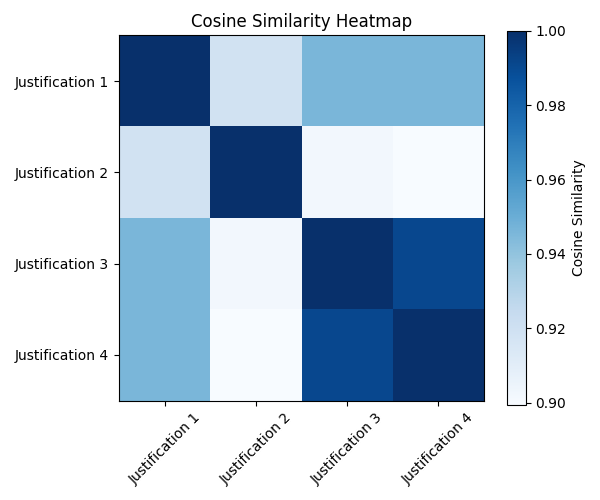 Cosine Similarity Heatmap
Justification 1
Justification 2
Justification 3
Justification 4
Justification 1
Justification 2
Justification 3
Justification 4
1.00
0.98
0.96
0.94
0.92
0.90
Cosine Similarity